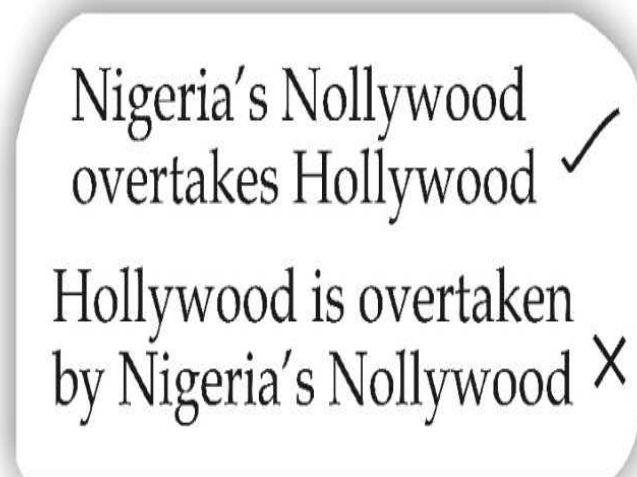 Nigeria's Nollywood
overtakes Hollywood ✓
Hollywood is overtaken
by Nigeria's Nollywood ✗